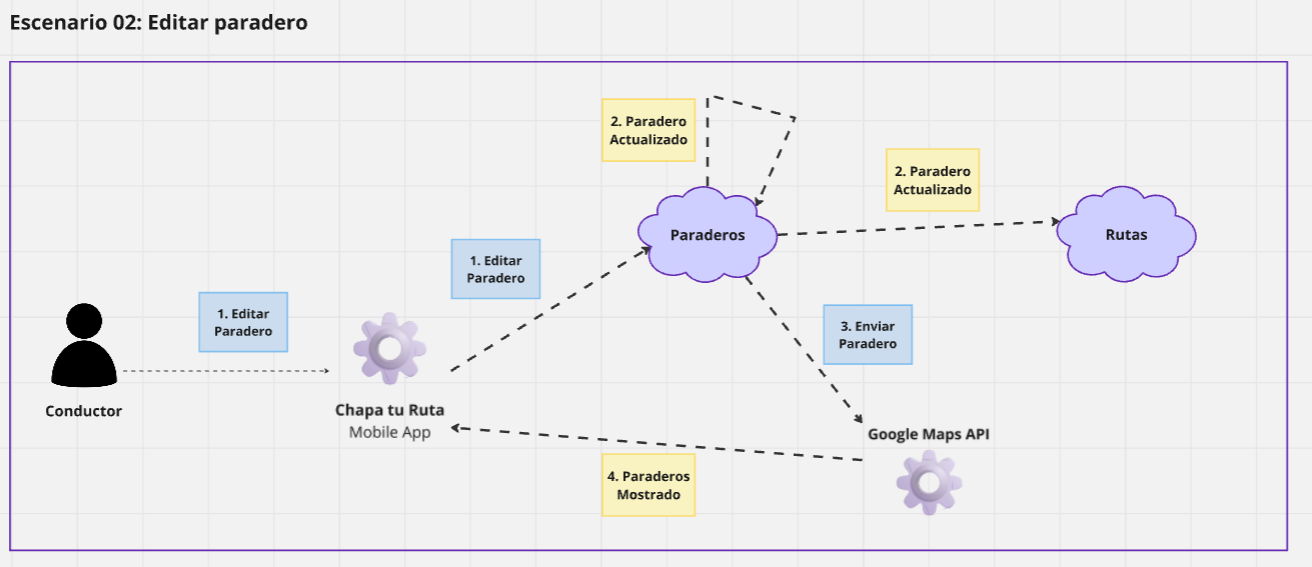 Escenario 02: Editar paradero
2. Paradero
Actualizado
2. Paradero
Actualizado
Paraderos
Rutas
1. Editar
Paradero
1. Editar
Paradero
3. Enviar
Paradero
Conductor
Chapa tu Ruta
Mobile App
Google Maps API
4. Paraderos
Mostrado